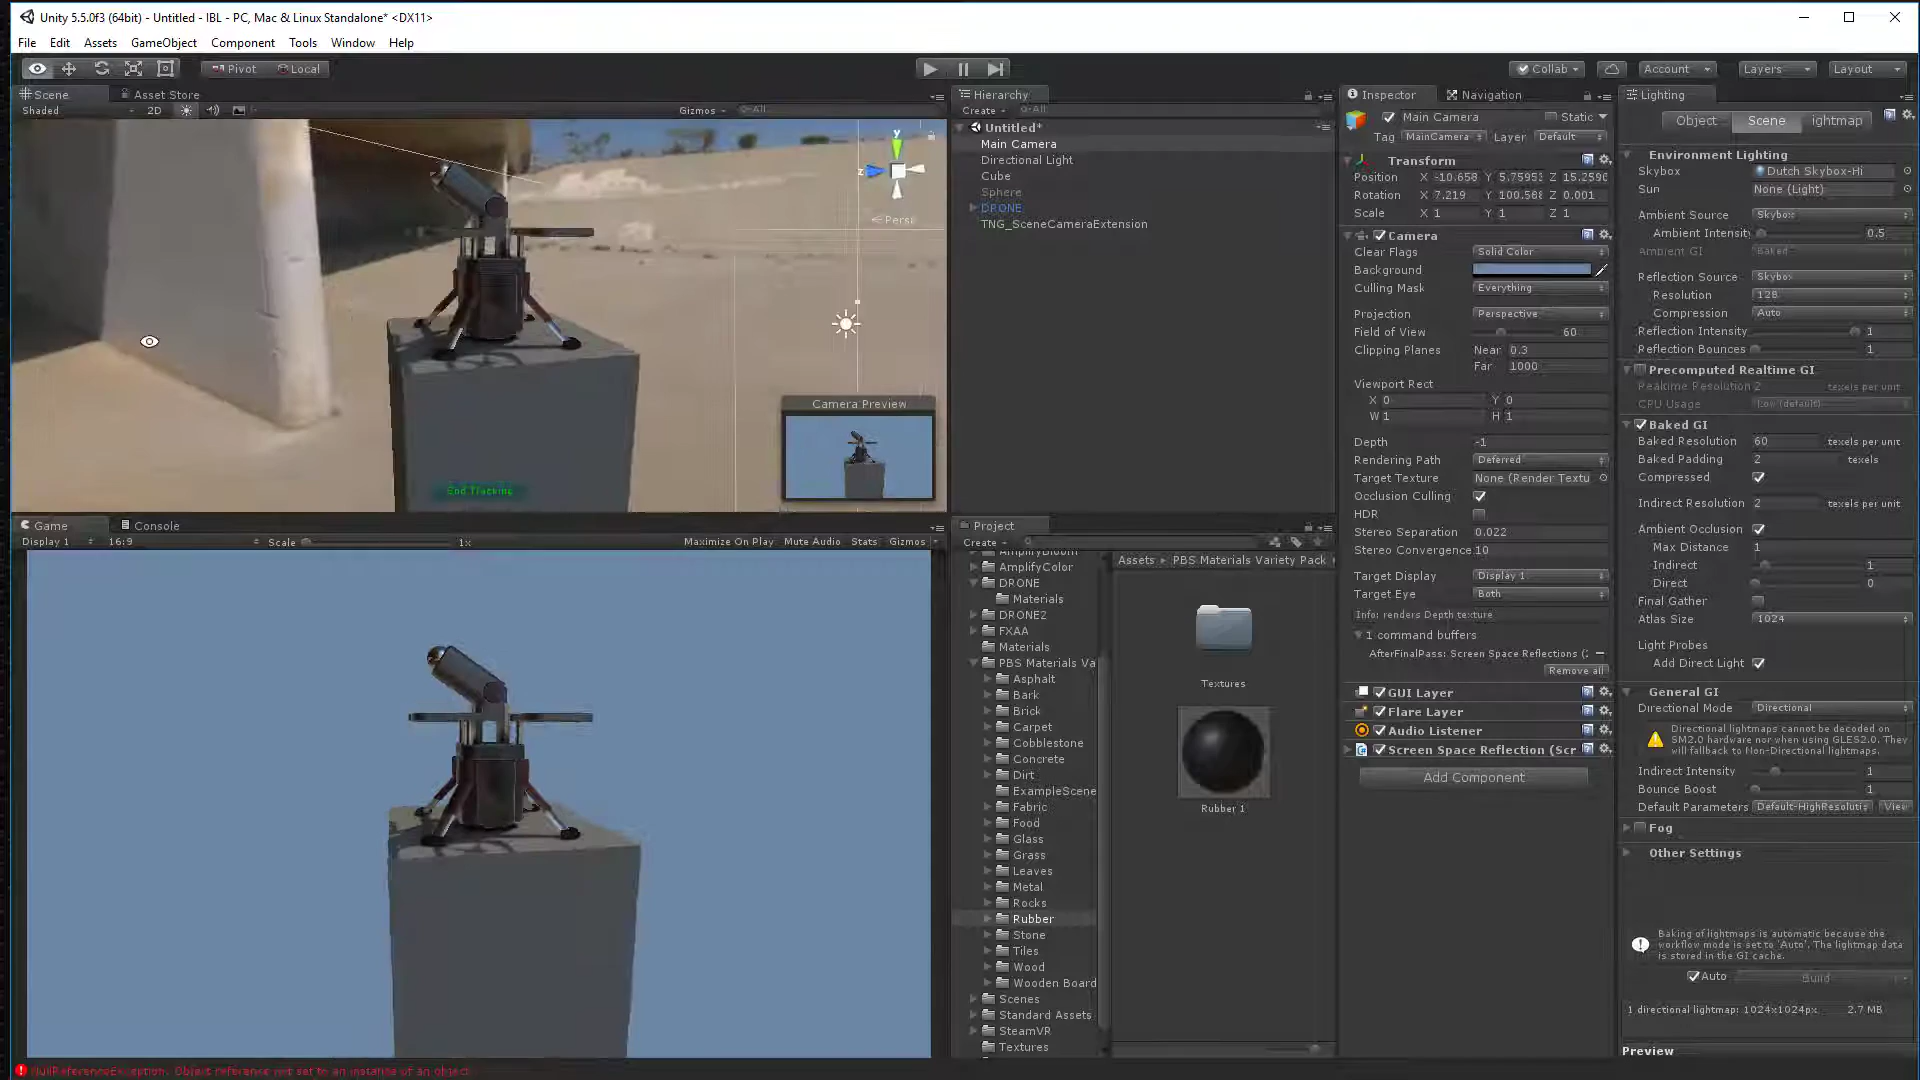 Unity 5.5.0f3 (64bit) - Untitled - IBL - PC, Mac & Linux Standalone* <DX11>
File Edit Assets GameObject Component Tools Window Help
Pivot Local
Collab Account Layers Layout
Scene Asset Store
Shaded 2D Gizmos All
y
z
Persp
End Tracking
Camera Preview
Game Console
Display 1 16:9 Scale 1x Maximize On Play Mute Audio Stats Gizmos
Hierarchy
Create All
Untitled*
Main Camera
Directional Light
Cube
Sphere
DRONE
TNG_SceneCameraExtension
Project
Create
AmplifyBloom
AmplifyColor
DRONE
Materials
DRONE2
FXAA
Materials
PBS Materials Va
Asphalt
Bark
Brick
Carpet
Cobblestone
Concrete
Dirt
ExampleScene
Fabric
Food
Glass
Grass
Leaves
Metal
Rocks
Rubber
Stone
Tiles
Wood
Wooden Board
Scenes
Standard Assets
SteamVR
Textures
Assets PBS Materials Variety Pack
Textures
Rubber 1
Inspector Navigation
Main Camera Static
Tag MainCamera Layer Default
Transform
Position X -10.658 Y 5.7595 Z 15.2590
Rotation X 7.219 Y 100.568 Z 0.001
Scale X 1 Y 1 Z 1
Camera
Clear Flags Solid Color
Background
Culling Mask Everything
Projection Perspective
Field of View 60
Clipping Planes Near 0.3
Far 1000
Viewport Rect
X 0 Y 0
W 1 H 1
Depth -1
Rendering Path Deferred
Target Texture None (Render Textu
Occlusion Culling
HDR
Stereo Separation 0.022
Stereo Convergence 10
Target Display Display 1
Target Eye Both
Info: renders Depth texture
1 command buffers
AfterFinalPass: Screen Space Reflections (
Remove all
GUI Layer
Flare Layer
Audio Listener
Screen Space Reflection (Scr
Add Component
Lighting
Object Scene ightmap
Environment Lighting
Skybox Dutch Skybox-Hi
Sun None (Light)
Ambient Source Skybox
Ambient Intensity 0.5
Ambient GI Baked
Reflection Source Skybox
Resolution 128
Compression Auto
Reflection Intensity 1
Reflection Bounces 1
Precomputed Realtime GI
Realtime Resolution 2 texels per unit
CPU Usage Low (default)
Baked GI
Baked Resolution 60 texels per unit
Baked Padding 2 texels
Compressed
Indirect Resolution 2 texels per unit
Ambient Occlusion
Max Distance 1
Indirect 1
Direct 0
Final Gather
Atlas Size 1024
Light Probes
Add Direct Light
General GI
Directional Mode Directional
Directional lightmaps cannot be decoded on
SM2.0 hardware nor when using GLES2.0. They
will fallback to Non-Directional lightmaps.
Indirect Intensity 1
Bounce Boost 1
Default Parameters Default-HighResoluti View
Fog
Other Settings
Baking of lightmaps is automatic because the
workflow mode is set to 'Auto'. The lightmap data
is stored in the GI cache.
Auto Build
1 directional lightmap: 1024x1024px 2.7 MB
Preview
NullReferenceException: Object reference not set to an instance of an object